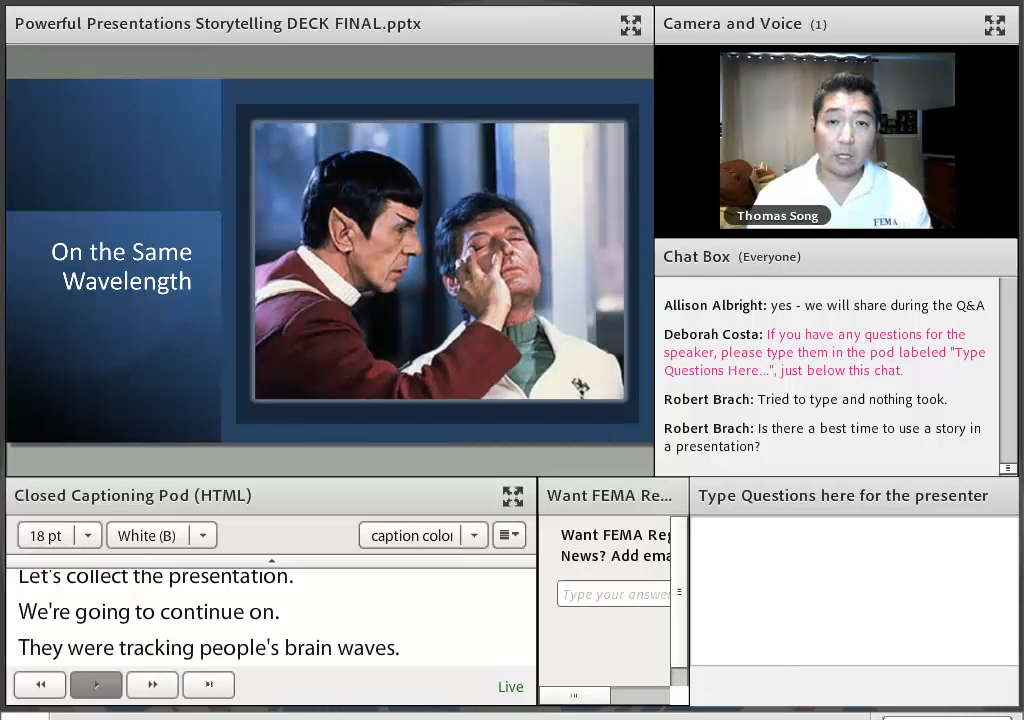 Powerful Presentations Storytelling DECK FINAL.pptx
On the Same
Wavelength
Camera and Voice (1)
FEMA
Thomas Song
Chat Box (Everyone)
Allison Albright: yes - we will share during the Q&A
Deborah Costa: If you have any questions for the
speaker, please type them in the pod labeled "Type
Questions Here...", just below this chat.
Robert Brach: Tried to type and nothing took.
Robert Brach: Is there a best time to use a story in
a presentation?
Closed Captioning Pod (HTML)
18 pt
White (B)
caption color
Let's collect the presentation.
We're going to continue on.
They were tracking people's brain waves.
Live
Want FEMA Re...
Want FEMA Reg
News? Add ema
Type your answer
Type Questions here for the presenter